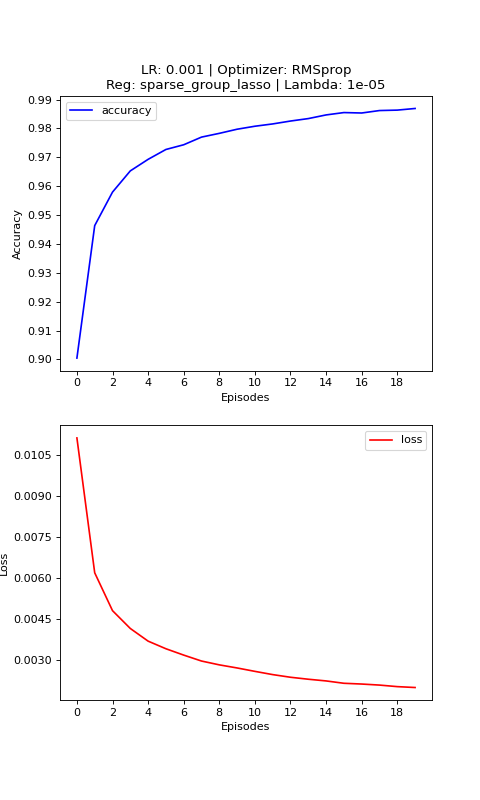 LR: 0.001 | Optimizer: RMSprop
Reg: sparse_group_lasso | Lambda: 1e-05
accuracy
Accuracy
0.99
0.98
0.97
0.96
0.95
0.94
0.93
0.92
0.91
0.90
0 2 4 6 8 10 12 14 16 18
Episodes
loss
Loss
0.0105
0.0090
0.0075
0.0060
0.0045
0.0030
0 2 4 6 8 10 12 14 16 18
Episodes